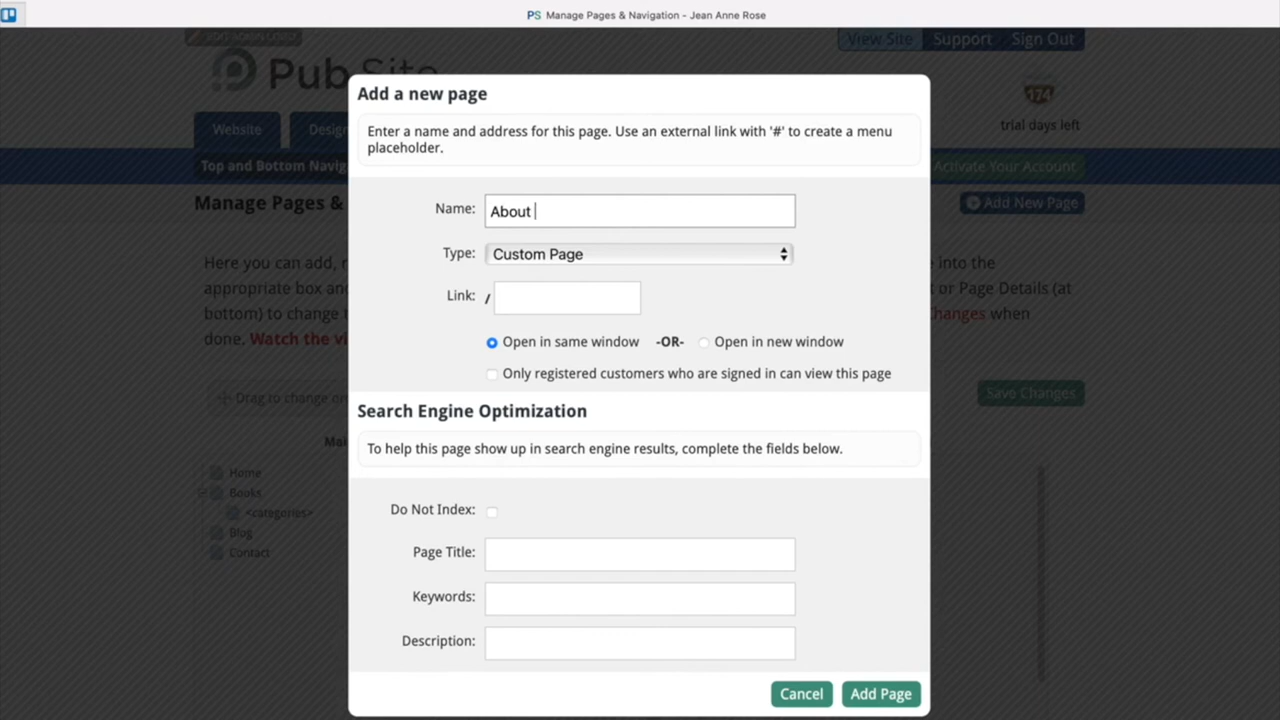 PS Manage Pages & Navigation - Jean Anne Rose
EDIT ADMIN LOGO
View Site Support Sign Out
Pub Site
174
trial days left
Website Design
Top and Bottom Activate Your Account
Add a new page
Enter a name and address for this page. Use an external link with '#' to create a menu
placeholder.
Manage Pages & Add New Page
Name: About
Type: Custom Page
Here you can add, into the
appropriate box and or Page Details (at
bottom) to change when
done. Watch the
Link: /
Open in same window -OR- Open in new window
Only registered customers who are signed in can view this page
Drag to change Save Changes
Search Engine Optimization
To help this page show up in search engine results, complete the fields below.
Home
Books
<categories>
Blog
Contact
Do Not Index:
Page Title:
Keywords:
Description:
Cancel Add Page